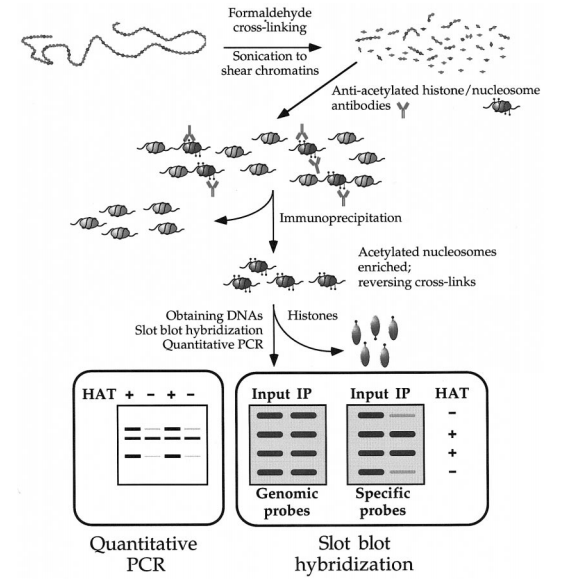 Formaldehyde
cross-linking
Sonication to
shear chromatins
Anti-acetylated histone/nucleosome
antibodies
Immunoprecipitation
Acetylated nucleosomes
enriched;
reversing cross-links
Obtaining DNAs
Slot blot hybridization
Quantitative PCR
Histones
HAT + - + -
Input IP Input IP HAT
-
+
+
-
Genomic
probes
Specific
probes
Quantitative
PCR
Slot blot
hybridization